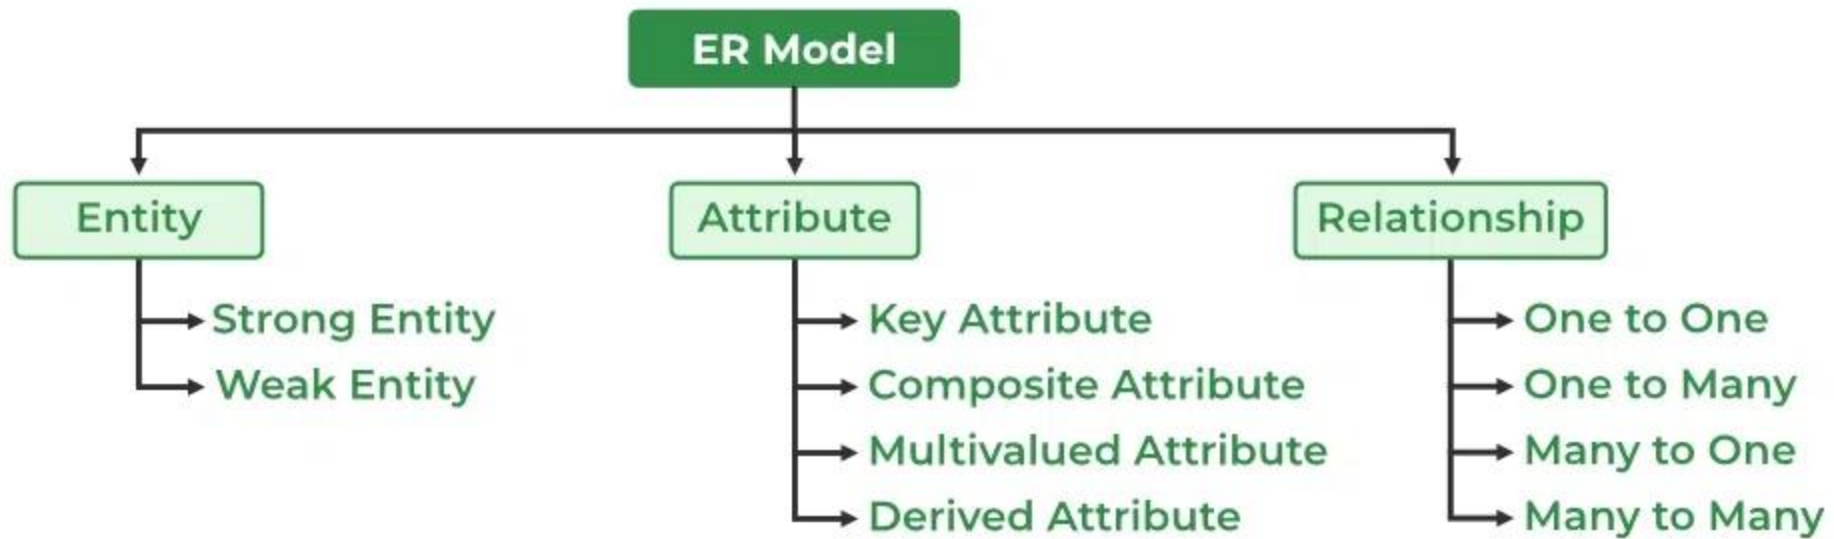 ER Model
Entity
Strong Entity
Weak Entity
Attribute
Key Attribute
Composite Attribute
Multivalued Attribute
Derived Attribute
Relationship
One to One
One to Many
Many to One
Many to Many